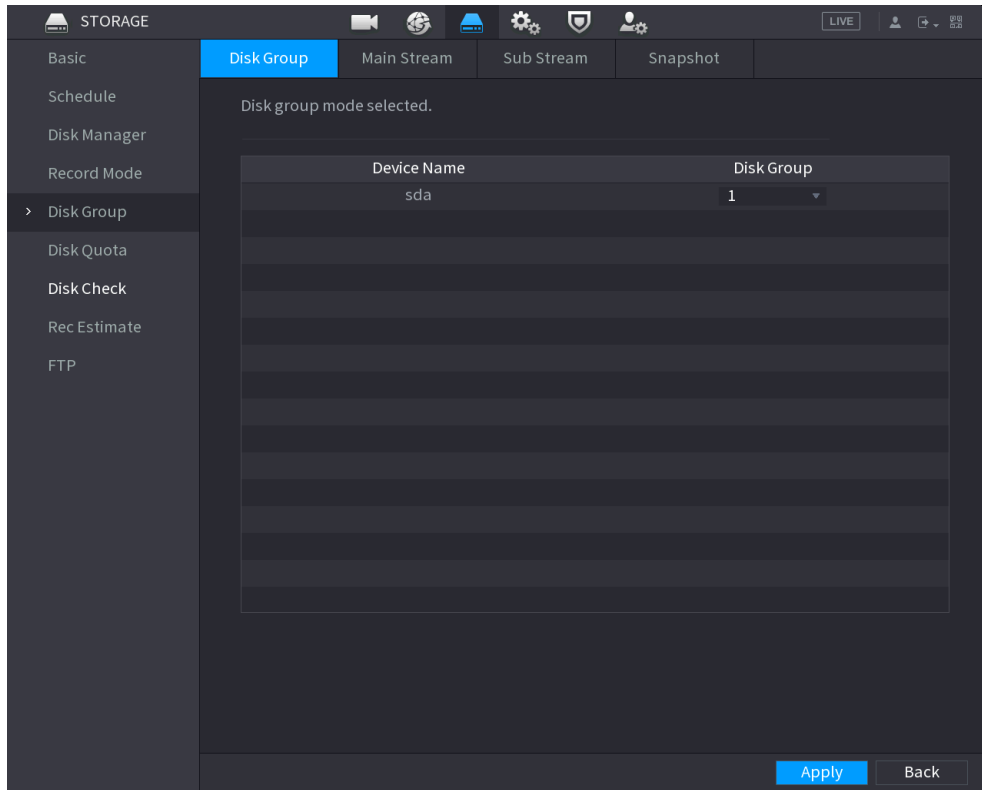 STORAGE
LIVE
Basic
Schedule
Disk Manager
Record Mode
Disk Group
Disk Quota
Disk Check
Rec Estimate
FTP
Disk Group Main Stream Sub Stream Snapshot
Disk group mode selected.
Device Name Disk Group
sda 1
Apply Back